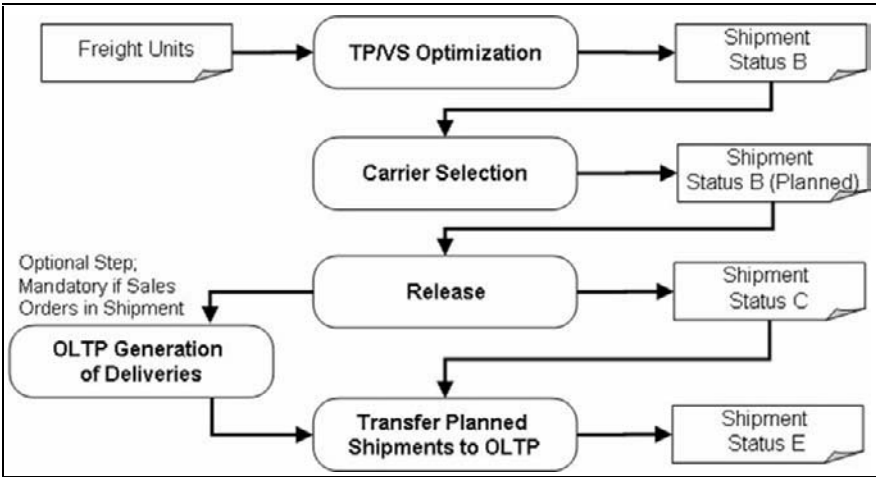 Freight Units
TP/VS Optimization
Shipment
Status B
Carrier Selection
Shipment
Status B (Planned)
Optional Step;
Mandatory if Sales
Orders in Shipment
Release
Shipment
Status C
OLTP Generation
of Deliveries
Transfer Planned
Shipments to OLTP
Shipment
Status E